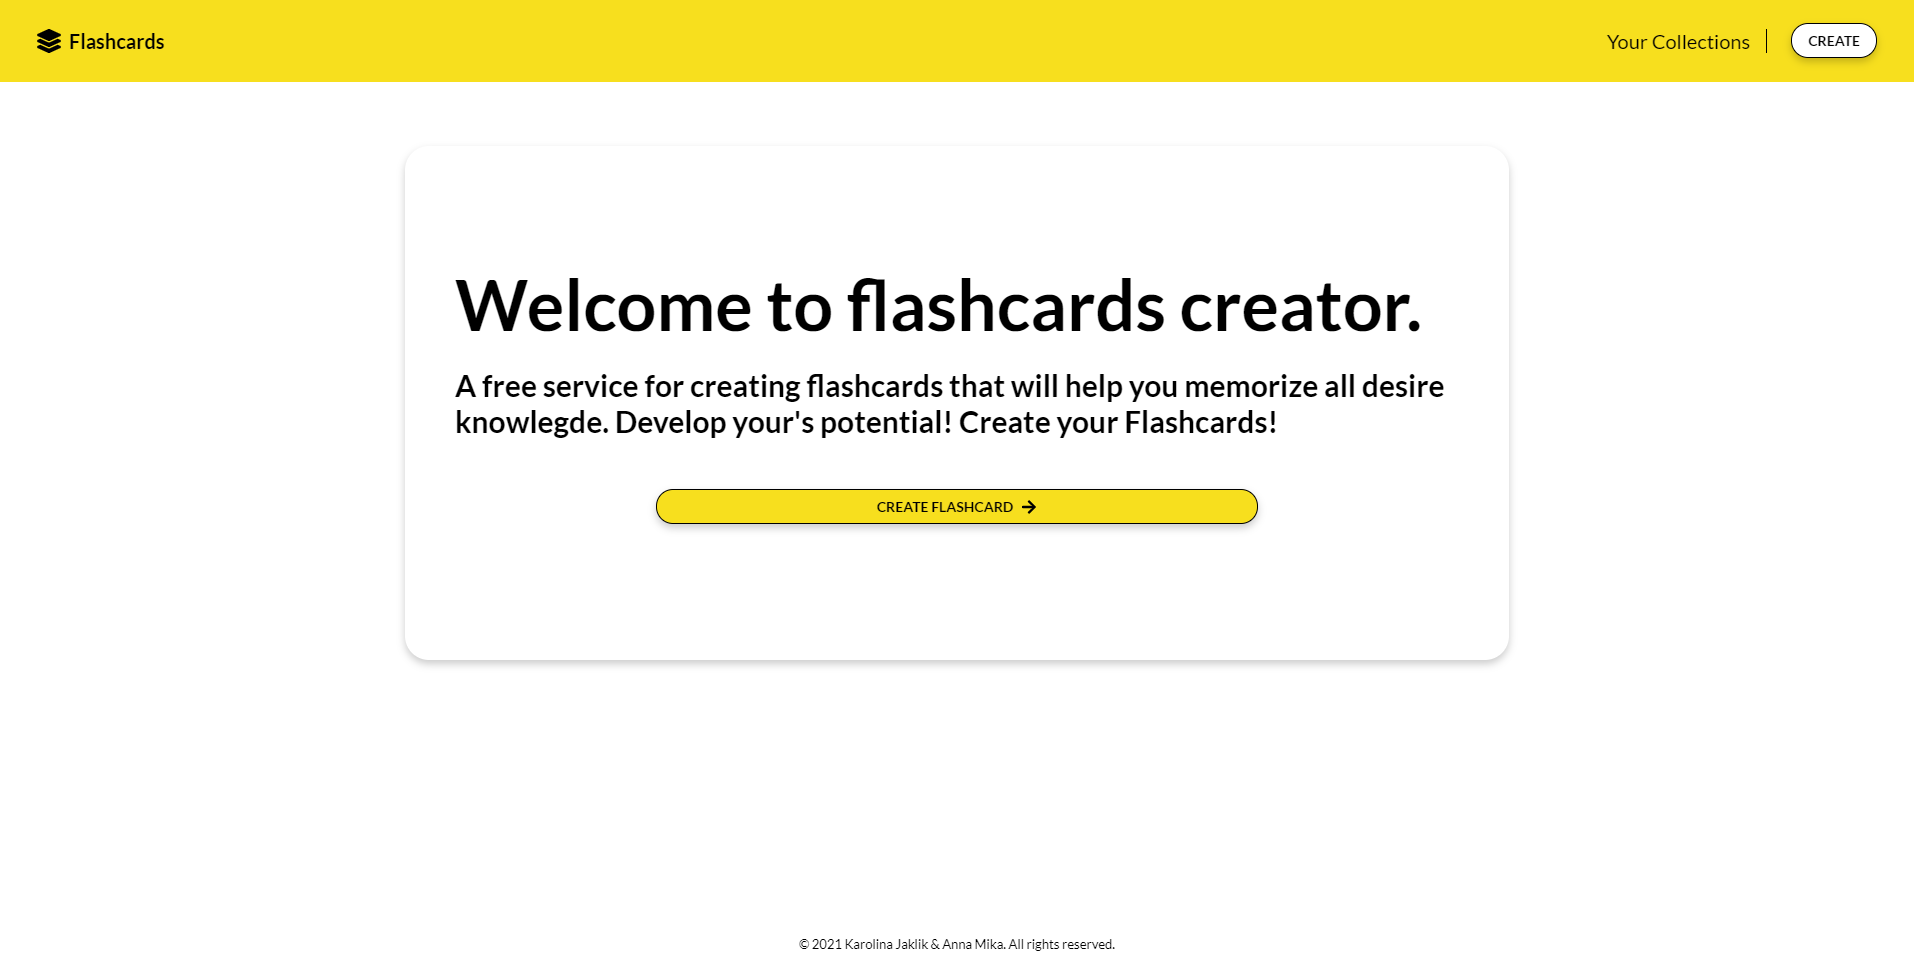 Flashcards
Your Collections
CREATE
Welcome to flashcards creator.
A free service for creating flashcards that will help you memorize all desire
knowlegde. Develop your's potential! Create your Flashcards!
CREATE FLASHCARD
© 2021 Karolina Jaklik & Anna Mika. All rights reserved.